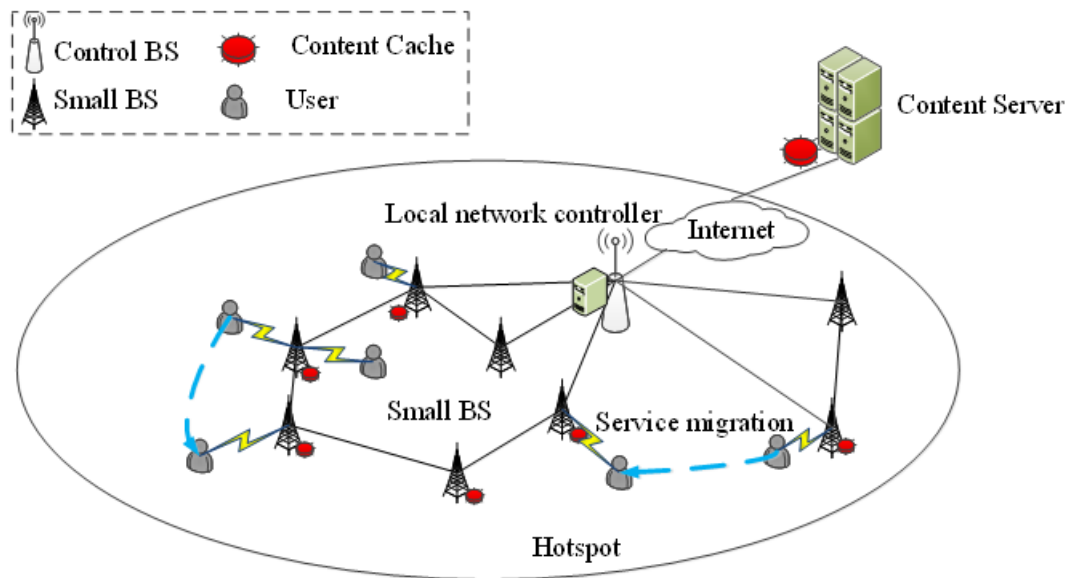 Control BS
Content Cache
Small BS
User
Content Server
Local network controller
Internet
Small BS
Service migration
Hotspot